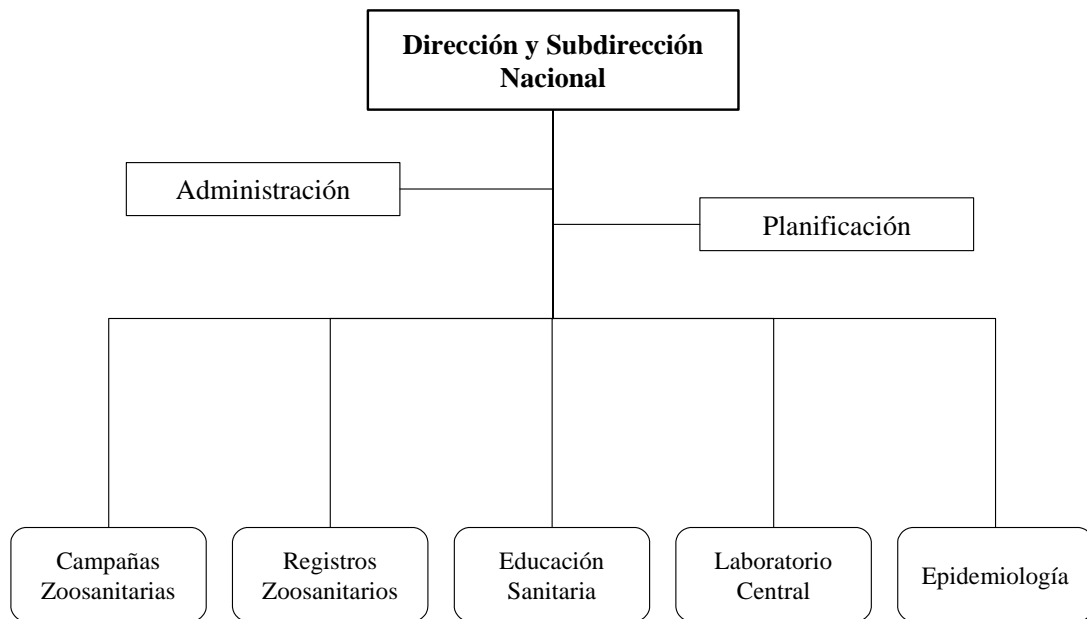 Dirección y Subdirección
Nacional
Administración
Planificación
Campañas
Zoosanitarias
Registros
Zoosanitarios
Educación
Sanitaria
Laboratorio
Central
Epidemiología